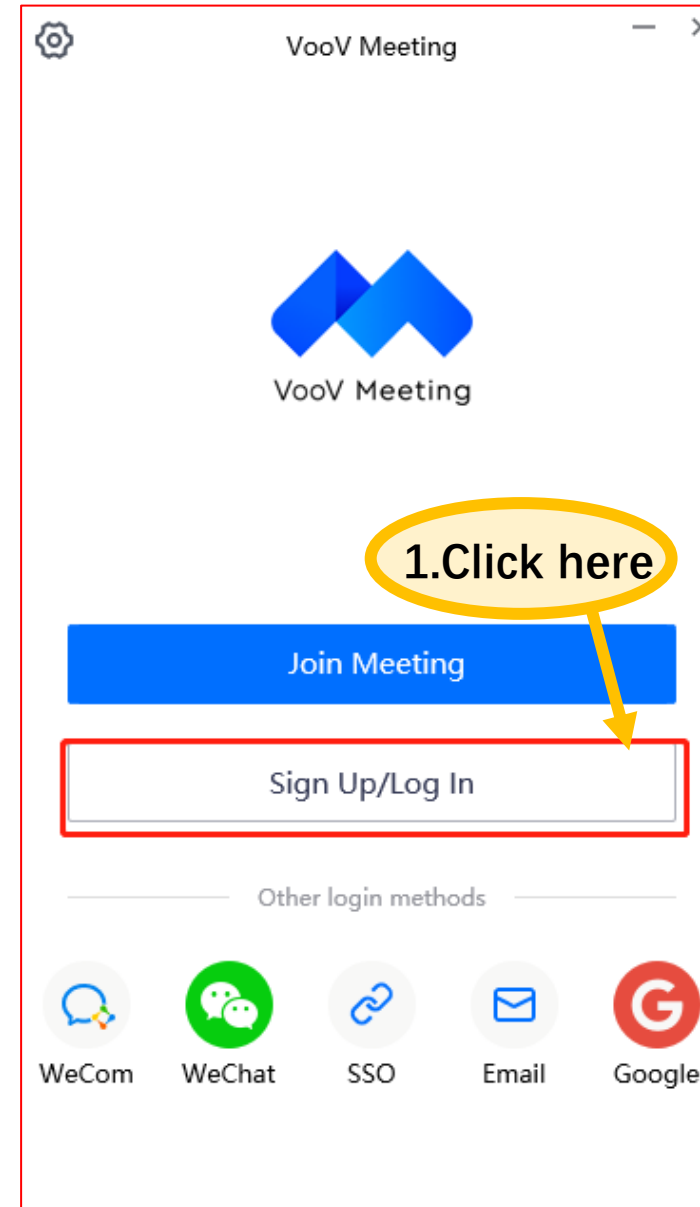 VooV Meeting
VooV Meeting
1.Click here
Join Meeting
Sign Up/Log In
Other login methods
WeCom WeChat SSO Email Google